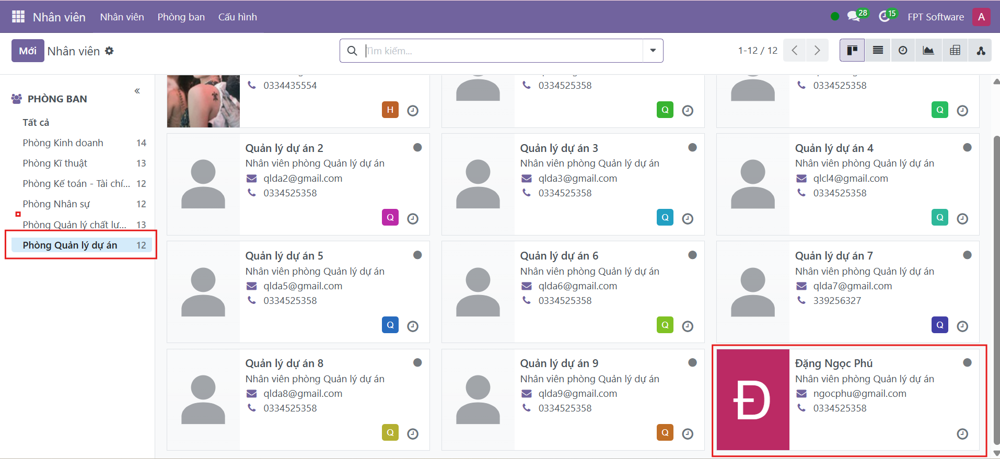 Nhân viên Nhân viên Phòng ban Cấu hình 28 15 FPT Software A
Mới Nhân viên Tìm kiếm... 1-12 / 12
PHÒNG BAN
Tất cả
Phòng Kinh doanh 14
Phòng Kĩ thuật 13
Phòng Kế toán - Tài chí... 12
Phòng Nhân sự 12
Phòng Quản lý chất lư... 13
Phòng Quản lý dự án 12
0334435554
H
0334525358
Q
0334525358
Q
Quản lý dự án 2
Nhân viên phòng Quản lý dự án
qlda2@gmail.com
0334525358
Q
Quản lý dự án 3
Nhân viên phòng Quản lý dự án
qlda3@gmail.com
0334525358
Q
Quản lý dự án 4
Nhân viên phòng Quản lý dự án
qlcl4@gmail.com
0334525358
Q
Quản lý dự án 5
Nhân viên phòng Quản lý dự án
qlda5@gmail.com
0334525358
Q
Quản lý dự án 6
Nhân viên phòng Quản lý dự án
qlda6@gmail.com
0334525358
Q
Quản lý dự án 7
Nhân viên phòng Quản lý dự án
qlda7@gmail.com
339256327
Q
Quản lý dự án 8
Nhân viên phòng Quản lý dự án
qlda8@gmail.com
0334525358
Q
Quản lý dự án 9
Nhân viên phòng Quản lý dự án
qlda9@gmail.com
0334525358
Q
Đ
Đặng Ngọc Phú
Nhân viên phòng Quản lý dự án
ngocphu@gmail.com
0334525358